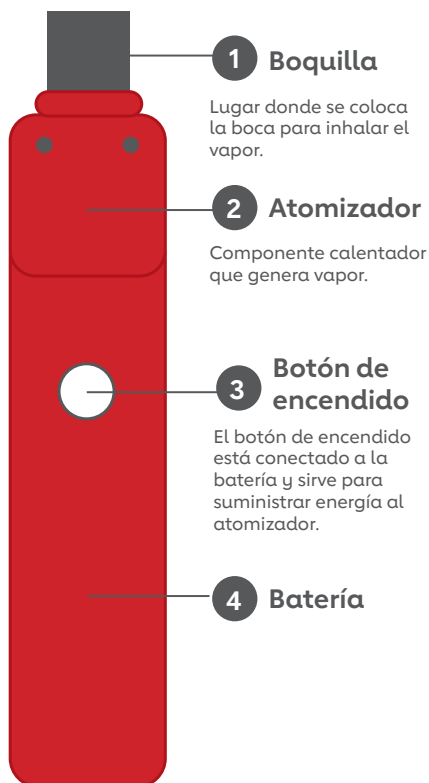 1 Boquilla
Lugar donde se coloca
la boca para inhalar el
vapor.
2 Atomizador
Componente calentador
que genera vapor.
3 Botón de
encendido
El botón de encendido
está conectado a la
batería y sirve para
suministrar energía al
atomizador.
4 Batería